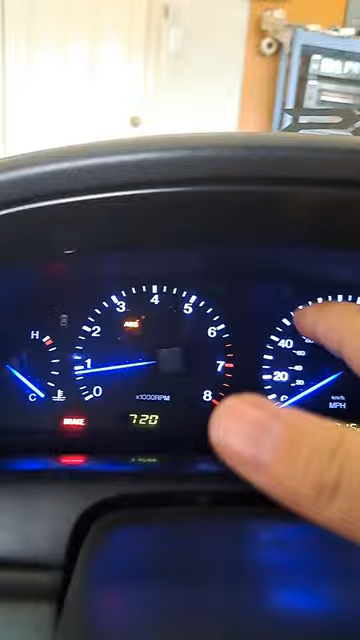 4
3 5
ABS
2 6
H
40
1 7
20
C 0 8
x1000RPM
km/h
MPH
BRAKE
720